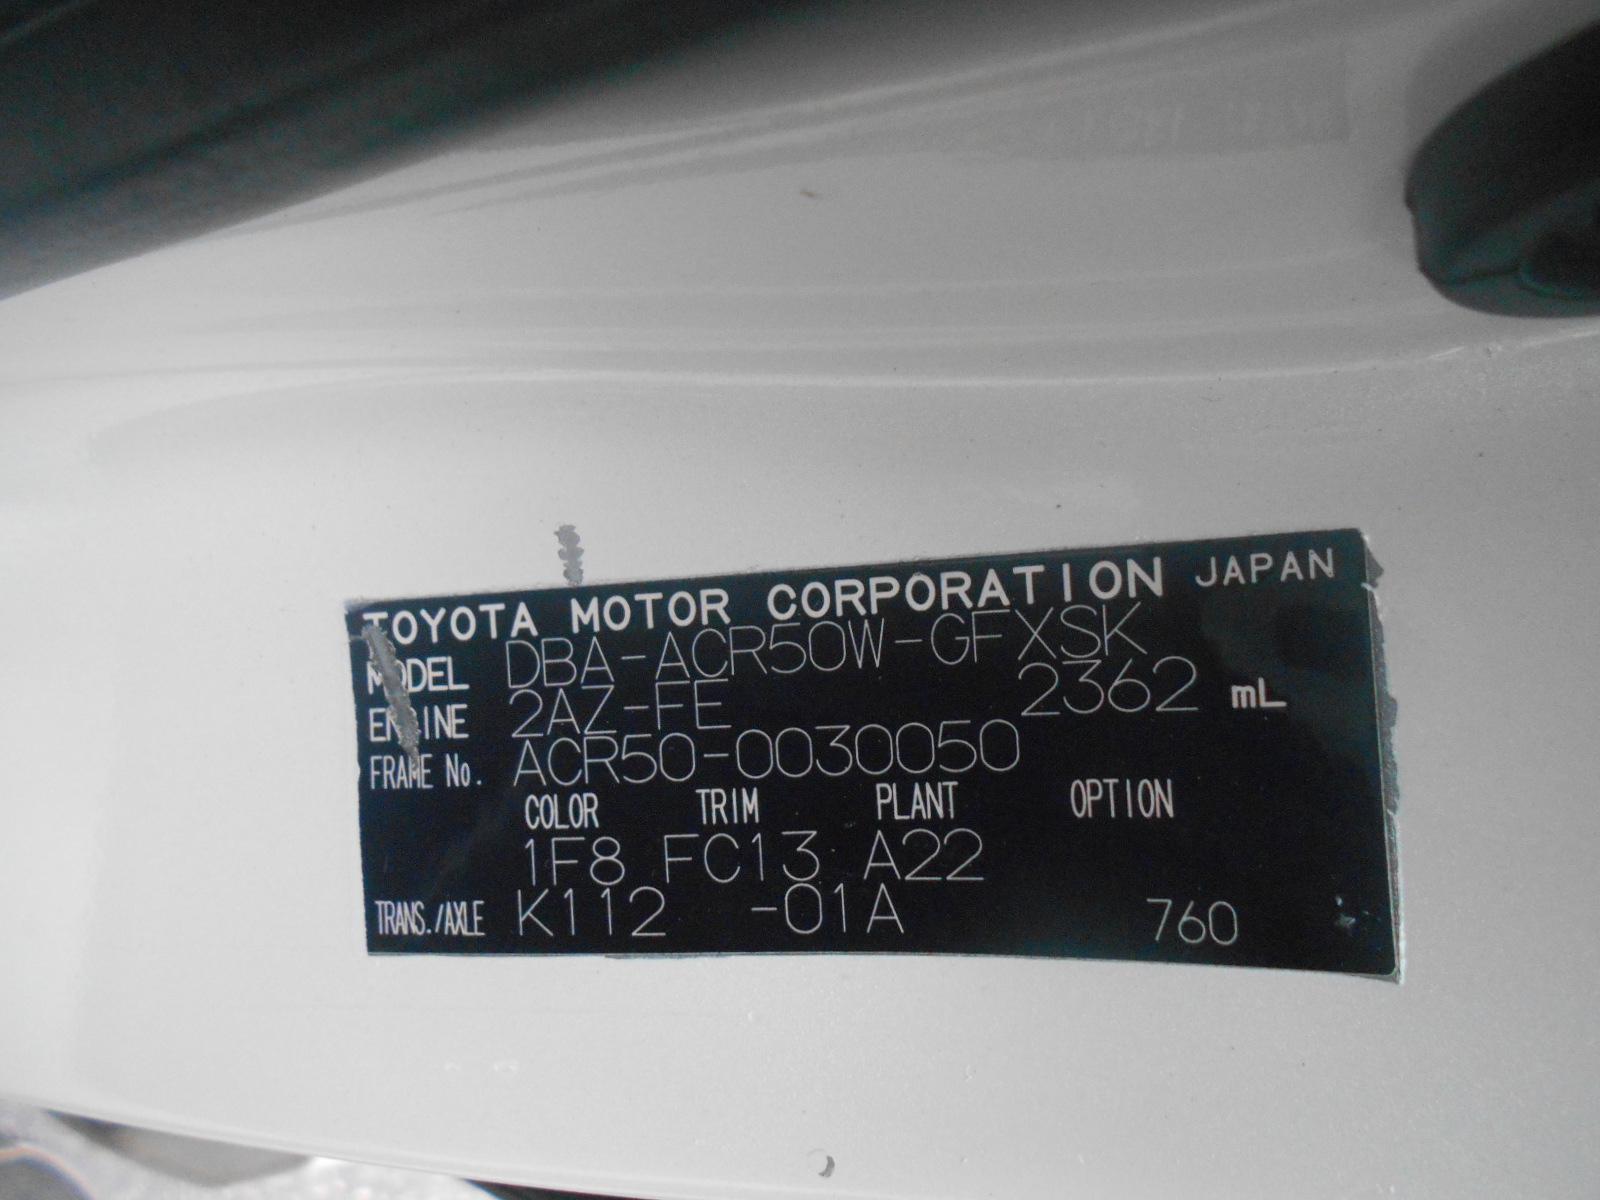 TOYOTA MOTOR CORPORATION JAPAN
MODEL DBA-ACR50W-GFXSK
ENGINE 2AZ-FE 2362 mL
FRAME No. ACR50-0030050
COLOR TRIM PLANT OPTION
1F8 FC13 A22
TRANS./AXLE K112 -01A 760